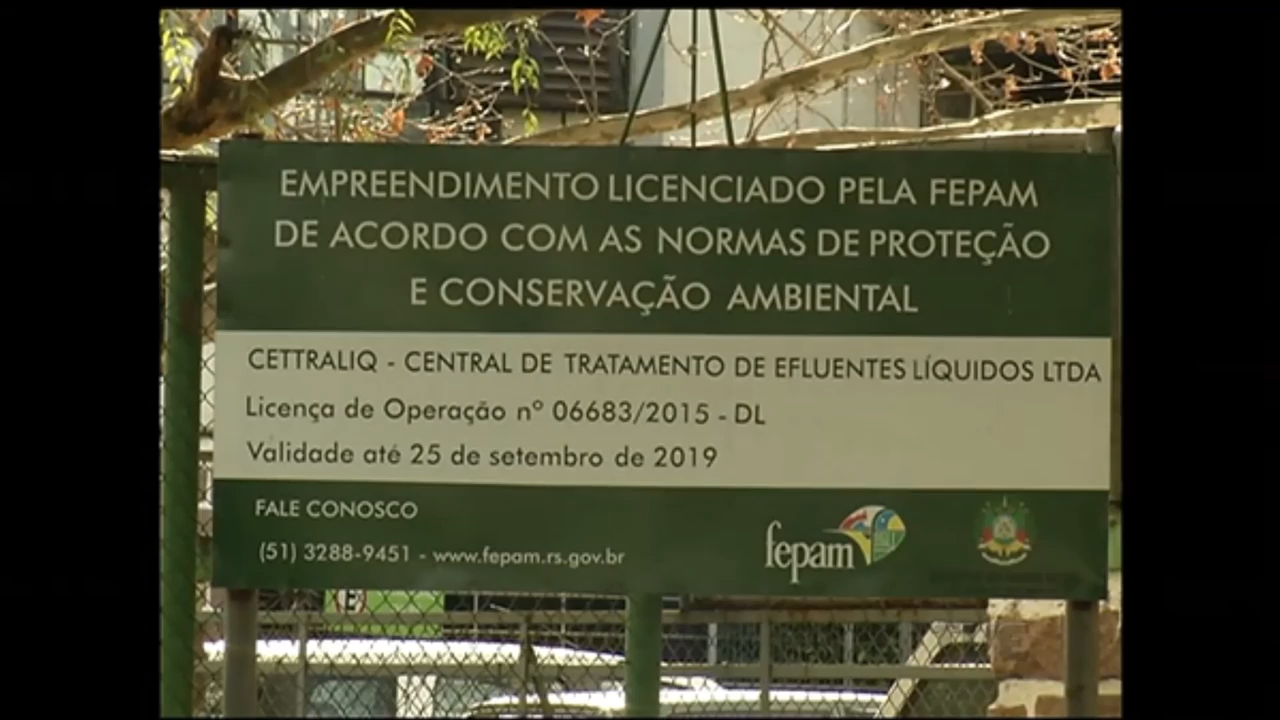 EMPREENDIMENTO LICENCIADO PELA FEPAM
DE ACORDO COM AS NORMAS DE PROTEÇÃO
E CONSERVAÇÃO AMBIENTAL
CETTRALIQ - CENTRAL DE TRATAMENTO DE EFLUENTES LÍQUIDOS LTDA
Licença de Operação nº 06683/2015 - DL
Validade até 25 de setembro de 2019
FALE CONOSCO
(51) 3288-9451 - www.fepam.rs.gov.br
fepam
E